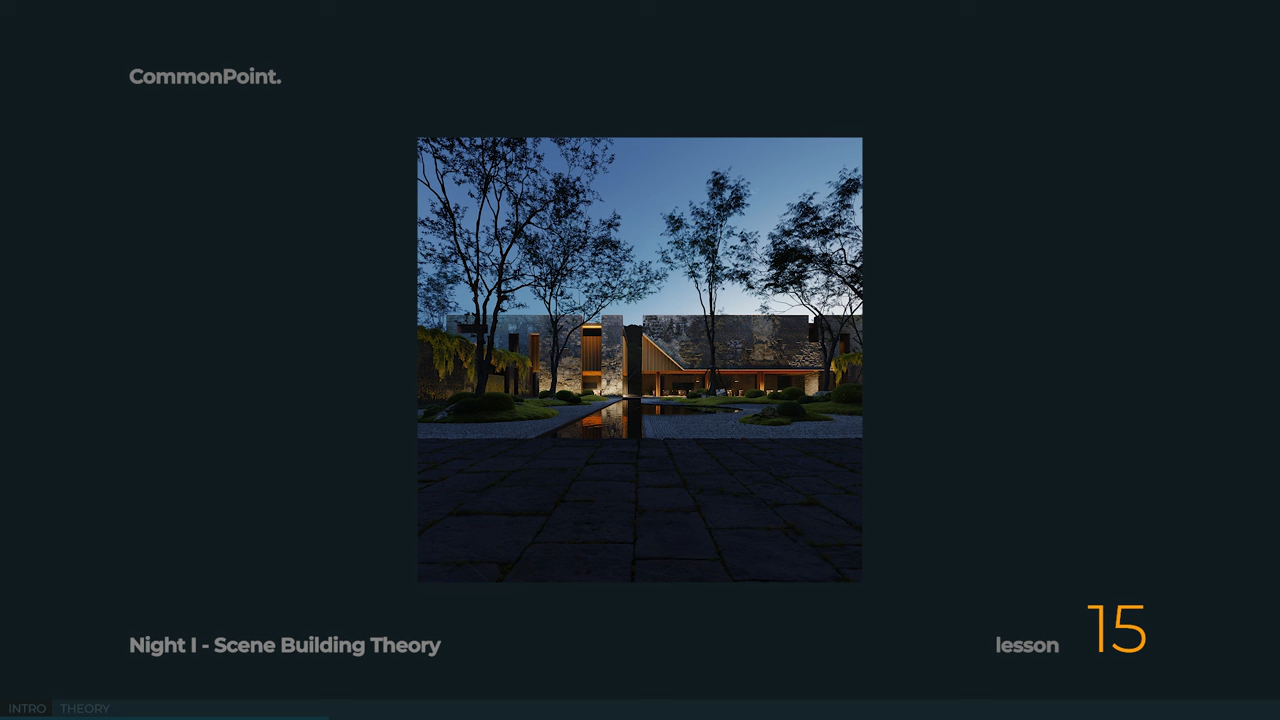 CommonPoint.
Night I - Scene Building Theory
lesson 15
INTRO THEORY